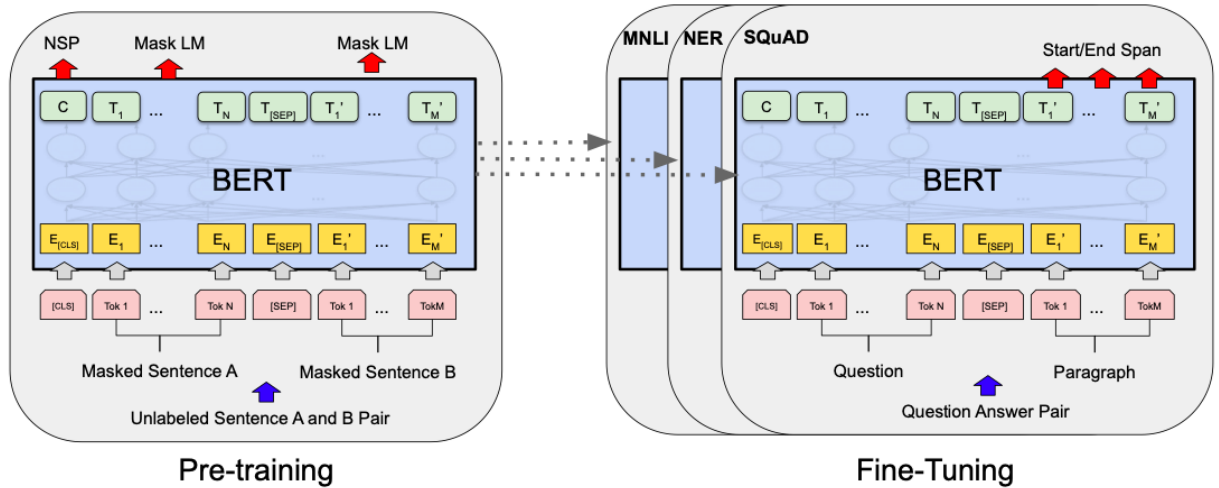 NSP Mask LM Mask LM
C T1 ... TN T[SEP] T1' ... TM'
...
...
BERT
E[CLS] E1 ... EN E[SEP] E1' ... EM'
[CLS] Tok 1 ... Tok N [SEP] Tok 1 ... TokM
Masked Sentence A Masked Sentence B
Unlabeled Sentence A and B Pair
Pre-training
MNLI NER SQuAD
Start/End Span
C T1 ... TN T[SEP] T1' ... TM'
...
...
BERT
E[CLS] E1 ... EN E[SEP] E1' ... EM'
[CLS] Tok 1 ... Tok N [SEP] Tok 1 ... TokM
Question Paragraph
Question Answer Pair
Fine-Tuning